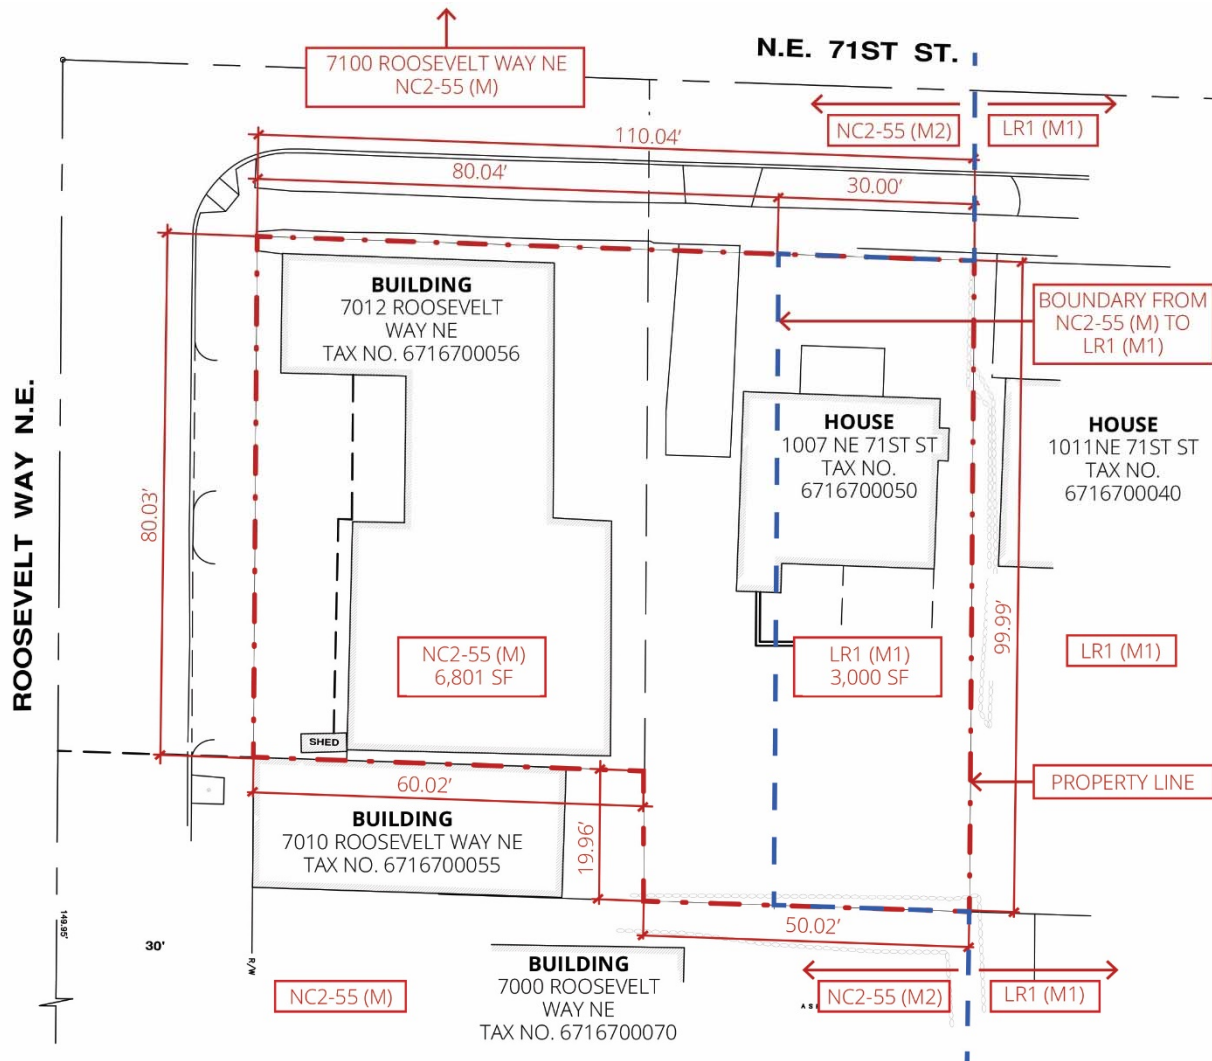 N.E. 71ST ST.
7100 ROOSEVELT WAY NE
NC2-55 (M)
NC2-55 (M2)
LR1 (M1)
110.04’
80.04’
30.00’
BUILDING
7012 ROOSEVELT
WAY NE
TAX NO. 6716700056
BOUNDARY FROM
NC2-55 (M) TO
LR1 (M1)
ROOSEVELT WAY N.E.
80.03’
HOUSE
1007 NE 71ST ST
TAX NO.
6716700050
HOUSE
1011NE 71ST ST
TAX NO.
6716700040
99.99’
NC2-55 (M)
6,801 SF
LR1 (M1)
3,000 SF
LR1 (M1)
SHED
60.02’
PROPERTY LINE
BUILDING
7010 ROOSEVELT WAY NE
TAX NO. 6716700055
19.96’
50.02’
149.95'
30'
R/W
BUILDING
7000 ROOSEVELT
WAY NE
TAX NO. 6716700070
NC2-55 (M)
NC2-55 (M2)
LR1 (M1)